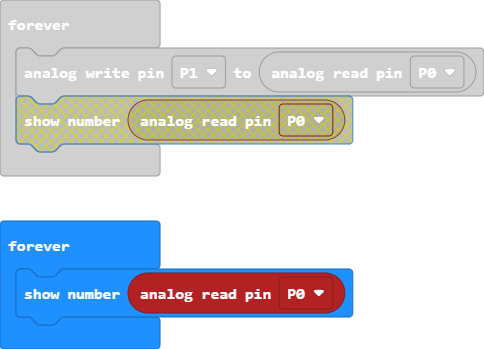 forever
analog write pin P1 to analog read pin P0
show number analog read pin P0
forever
show number analog read pin P0